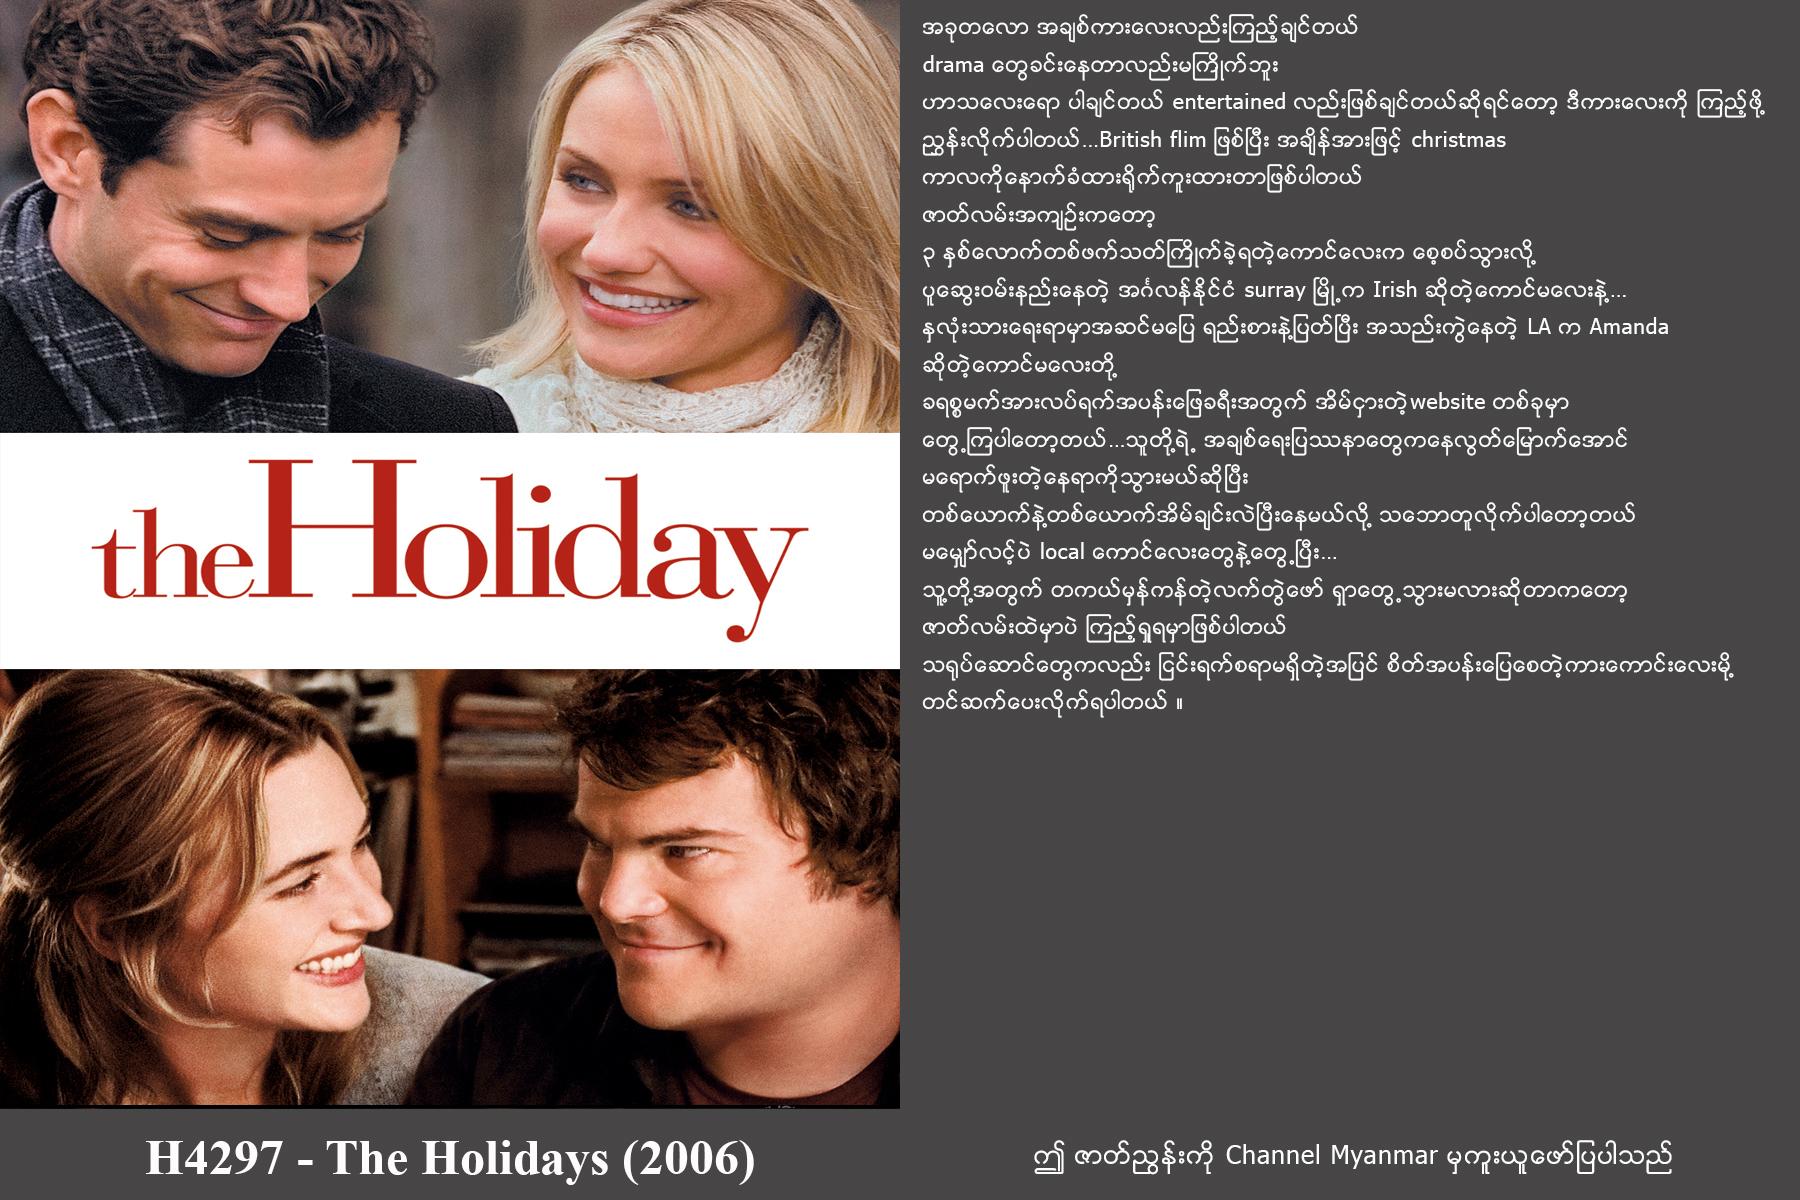 the Holiday
H4297 - The Holidays (2006)
အခုတလော အချစ်ကားလေးလည်းကြည့်ချင်တယ်
drama တွေခင်းနေတာလည်းမကြိုက်ဘူး
ဟာသလေးရော ပါချင်တယ် entertained လည်းဖြစ်ချင်တယ်ဆိုရင်တော့ ဒီကားလေးကို ကြည့်ဖို့
ညွှန်းလိုက်ပါတယ်...British flim ဖြစ်ပြီး အချိန်အားဖြင့် christmas
ကာလကိုနောက်ခံထားရိုက်ကူးထားတာဖြစ်ပါတယ်
ဇာတ်လမ်းအကျဉ်းကတော့
၃ နှစ်လောက်တစ်ဖက်သတ်ကြိုက်ခဲ့ရတဲ့ကောင်လေးက စေ့စပ်သွားလို့
ပူဆွေးဝမ်းနည်းနေတဲ့ အင်္ဂလန်နိုင်ငံ surray မြို့က Irish ဆိုတဲ့ကောင်မလေးနဲ့...
နှလုံးသားရေးရာမှာအဆင်မပြေ ရည်းစားနဲ့ပြတ်ပြီး အသည်းကွဲနေတဲ့ LA က Amanda
ဆိုတဲ့ကောင်မလေးတို့
ခရစ္စမက်အားလပ်ရက်အပန်းဖြေခရီးအတွက် အိမ်ငှားတဲ့website တစ်ခုမှာ
တွေ့ကြပါတော့တယ်...သူတို့ရဲ့ အချစ်ရေးပြဿနာတွေကနေလွတ်မြောက်အောင်
မရောက်ဖူးတဲ့နေရာကိုသွားမယ်ဆိုပြီး
တစ်ယောက်နဲ့တစ်ယောက်အိမ်ချင်းလဲပြီးနေမယ်လို့ သဘောတူလိုက်ပါတော့တယ်
မမျှော်လင့်ပဲ local ကောင်လေးတွေနဲ့တွေ့ပြီး...
သူ့တို့အတွက် တကယ်မှန်ကန်တဲ့လက်တွဲဖော် ရှာတွေ့သွားမလားဆိုတာကတော့
ဇာတ်လမ်းထဲမှာပဲ ကြည့်ရှုရမှာဖြစ်ပါတယ်
သရုပ်ဆောင်တွေကလည်း ငြင်းရက်စရာမရှိတဲ့အပြင် စိတ်အပန်းပြေစေတဲ့ကားကောင်းလေးမို့
တင်ဆက်ပေးလိုက်ရပါတယ် ။
ဤ ဇာတ်ညွှန်းကို Channel Myanmar မှကူးယူဖော်ပြပါသည်